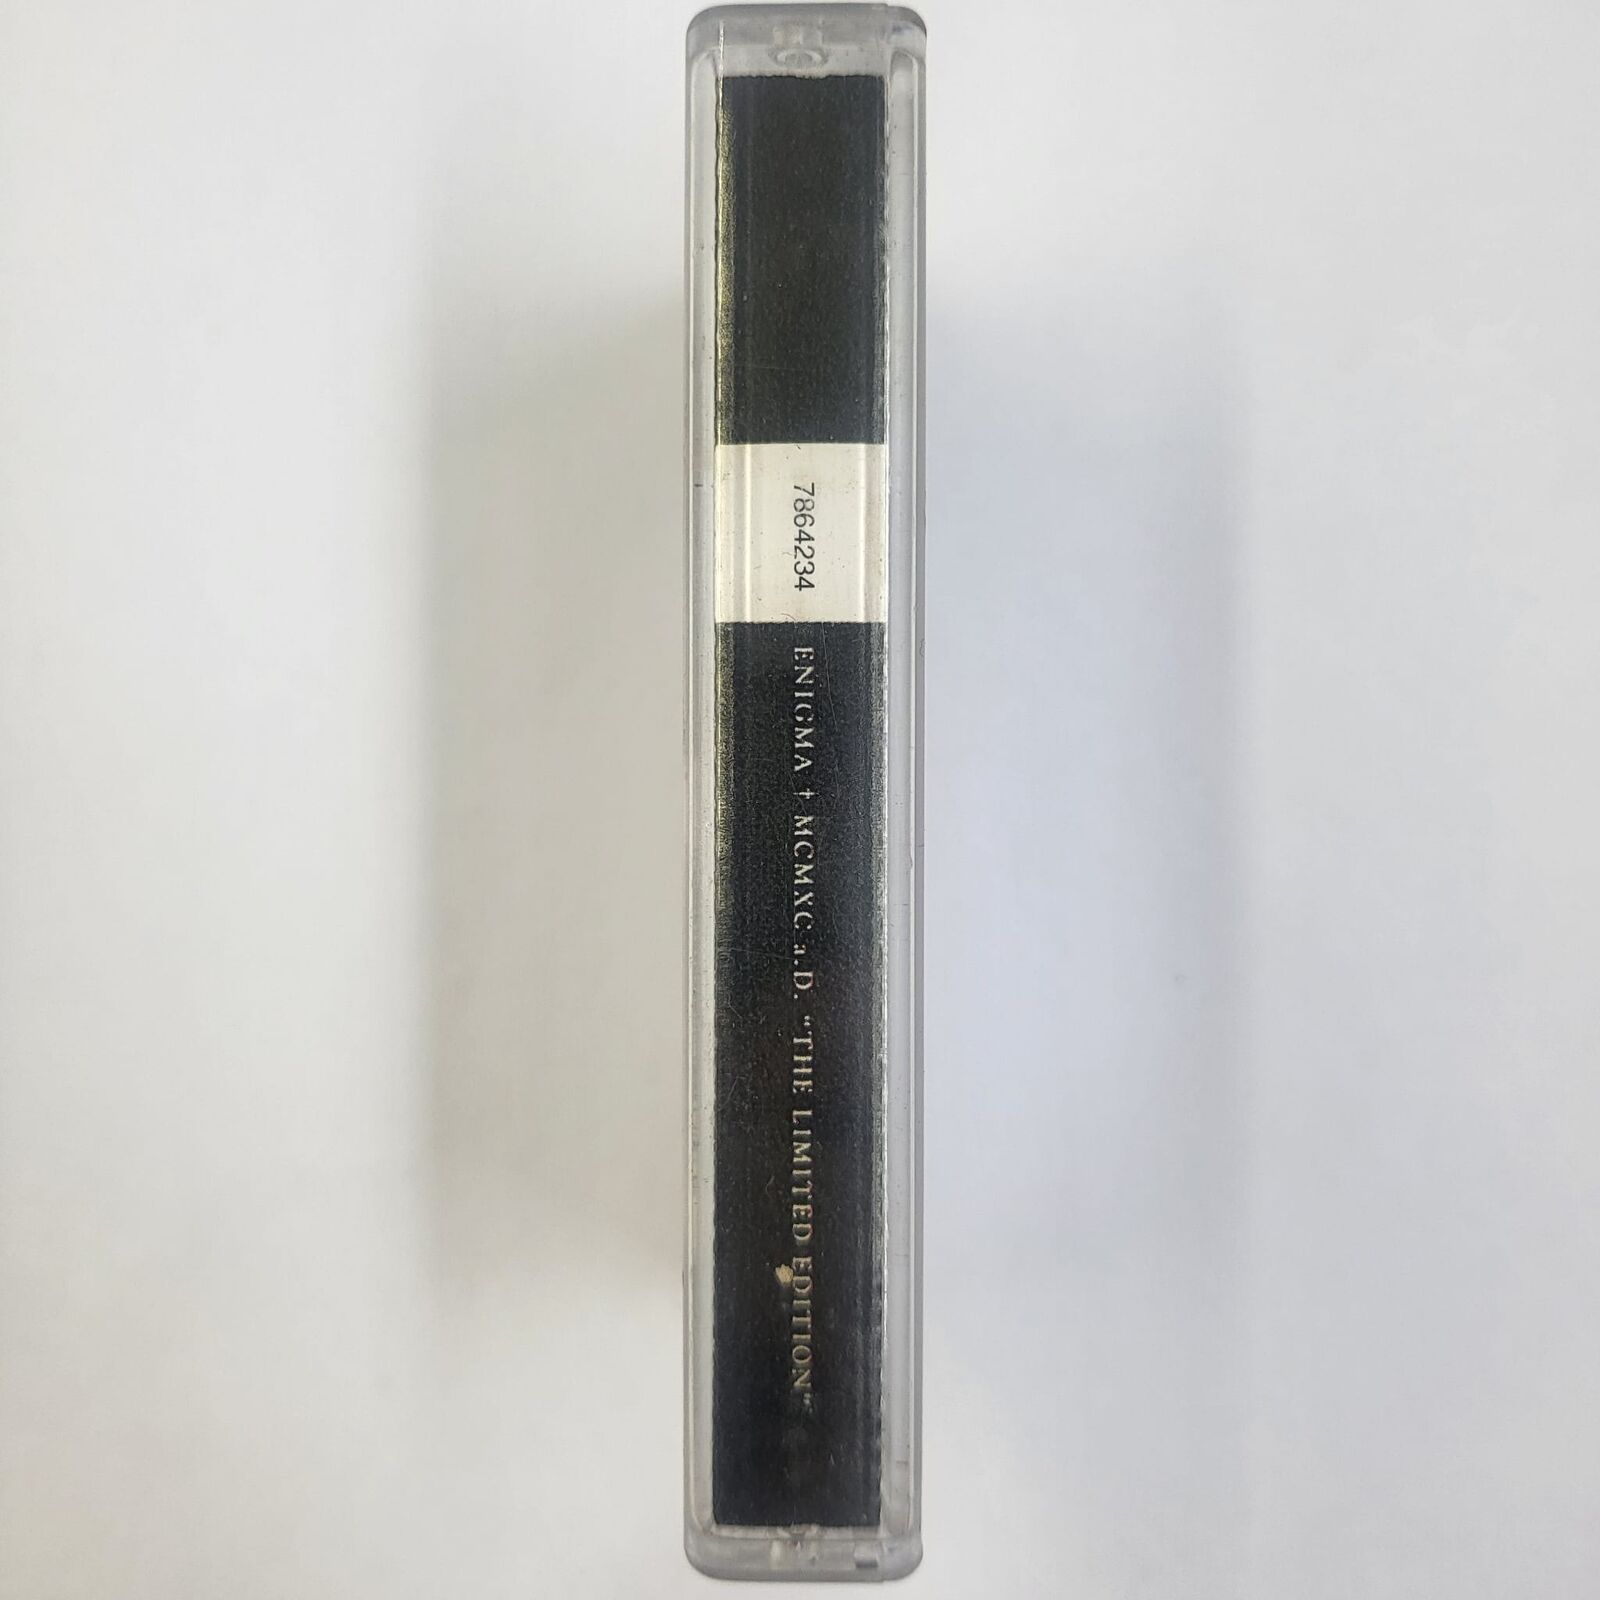 7864234
ENIGMA † MCMXC a.D. “THE LIMITED EDITION“